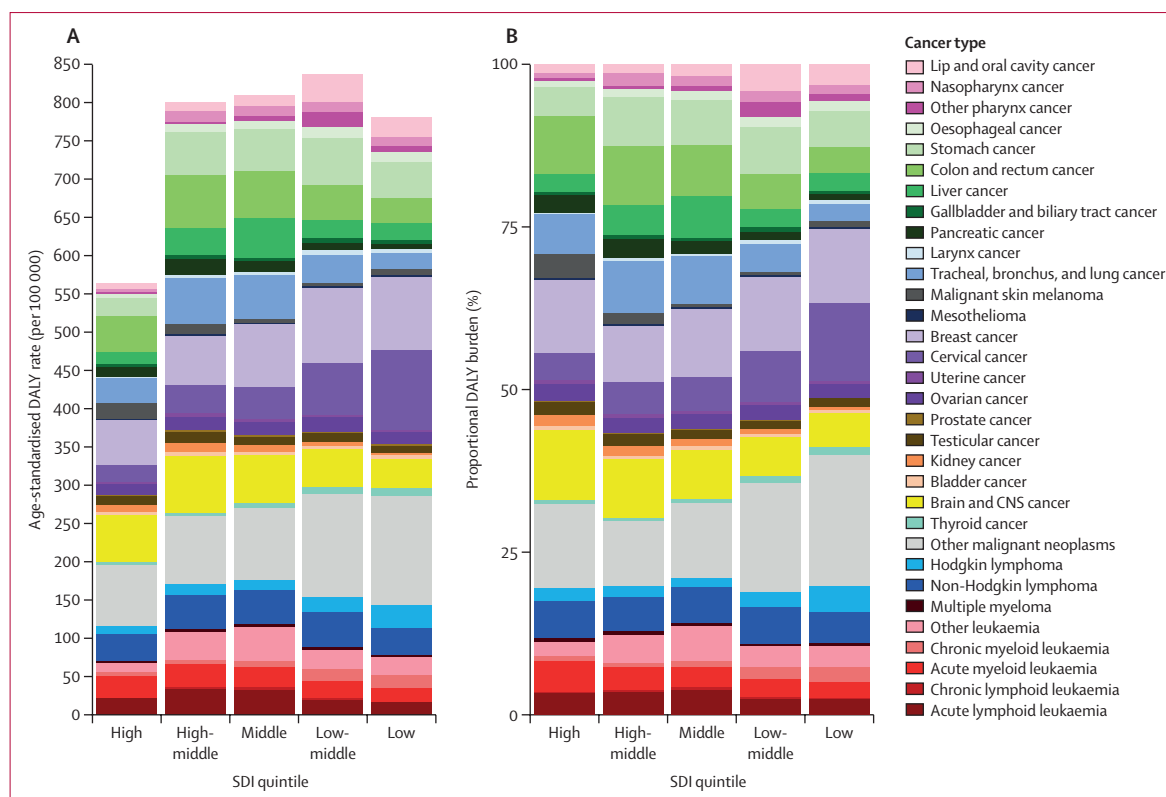 A
Age-standardised DALY rate (per 100 000)
850
800
750
700
650
600
550
500
450
400
350
300
250
200
150
100
50
0
High
High-
middle
Middle
Low-
middle
Low
SDI quintile
B
Proportional DALY burden (%)
100
75
50
25
0
High
High-
middle
Middle
Low-
middle
Low
SDI quintile
Cancer type
Lip and oral cavity cancer
Nasopharynx cancer
Other pharynx cancer
Oesophageal cancer
Stomach cancer
Colon and rectum cancer
Liver cancer
Gallbladder and biliary tract cancer
Pancreatic cancer
Larynx cancer
Tracheal, bronchus, and lung cancer
Malignant skin melanoma
Mesothelioma
Breast cancer
Cervical cancer
Uterine cancer
Ovarian cancer
Prostate cancer
Testicular cancer
Kidney cancer
Bladder cancer
Brain and CNS cancer
Thyroid cancer
Other malignant neoplasms
Hodgkin lymphoma
Non-Hodgkin lymphoma
Multiple myeloma
Other leukaemia
Chronic myeloid leukaemia
Acute myeloid leukaemia
Chronic lymphoid leukaemia
Acute lymphoid leukaemia